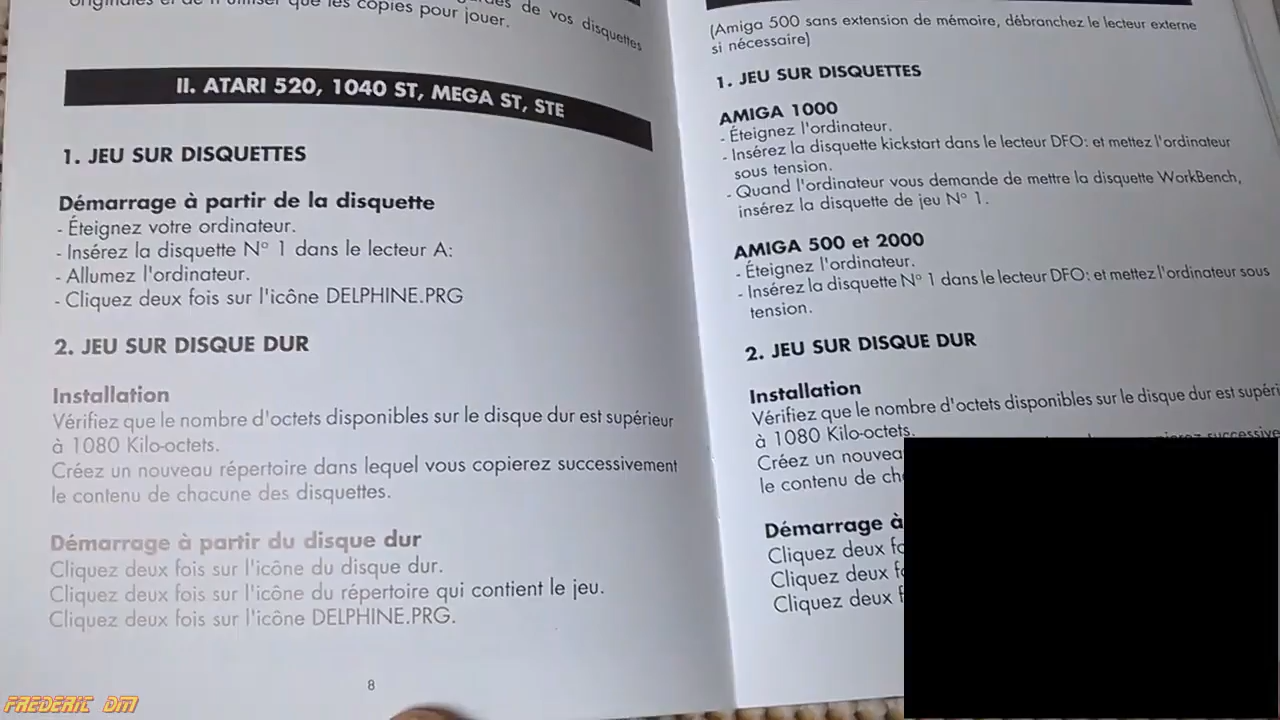 originales et de n'utiliser que les copies pour jouer.
de vos disquettes
II. ATARI 520, 1040 ST, MEGA ST, STE
1. JEU SUR DISQUETTES
Démarrage à partir de la disquette
- Éteignez votre ordinateur.
- Insérez la disquette N° 1 dans le lecteur A:
- Allumez l'ordinateur.
- Cliquez deux fois sur l'icône DELPHINE.PRG
2. JEU SUR DISQUE DUR
Installation
Vérifiez que le nombre d'octets disponibles sur le disque dur est supérieur
à 1080 Kilo-octets.
Créez un nouveau répertoire dans lequel vous copierez successivement
le contenu de chacune des disquettes.
Démarrage à partir du disque dur
Cliquez deux fois sur l'icône du disque dur.
Cliquez deux fois sur l'icône du répertoire qui contient le jeu.
Cliquez deux fois sur l'icône DELPHINE.PRG.
8
(Amiga 500 sans extension de mémoire, débranchez le lecteur externe
si nécessaire)
1. JEU SUR DISQUETTES
AMIGA 1000
- Éteignez l'ordinateur.
- Insérez la disquette kickstart dans le lecteur DFO: et mettez l'ordinateur
sous tension.
- Quand l'ordinateur vous demande de mettre la disquette WorkBench,
insérez la disquette de jeu N° 1.
AMIGA 500 et 2000
- Éteignez l'ordinateur.
- Insérez la disquette N° 1 dans le lecteur DFO: et mettez l'ordinateur sous
tension.
2. JEU SUR DISQUE DUR
Installation
Vérifiez que le nombre d'octets disponibles sur le disque dur est supéri
à 1080 Kilo-octets.
Créez un nouvea
le contenu de ch
Démarrage à
Cliquez deux fo
Cliquez deux fo
Cliquez deux f
FREDERIC DM